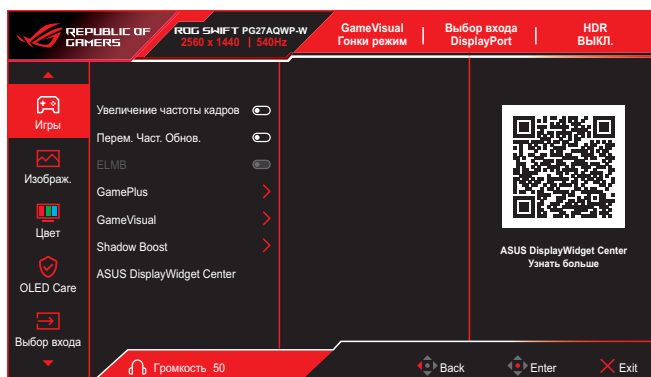 REPUBLIC OF
GAMERS
ROG SWIFT PG27AQWP-W
2560 x 1440 | 540Hz
GameVisual
Гонки режим
Выбор входа
DisplayPort
HDR
ВЫКЛ.
Игры
Изображ.
Цвет
OLED Care
Выбор входа
Увеличение частоты кадров
Перем. Част. Обнов.
ELMB
GamePlus
GameVisual
Shadow Boost
ASUS DisplayWidget Center
ASUS DisplayWidget Center
Узнать больше
Громкость 50
Back
Enter
Exit